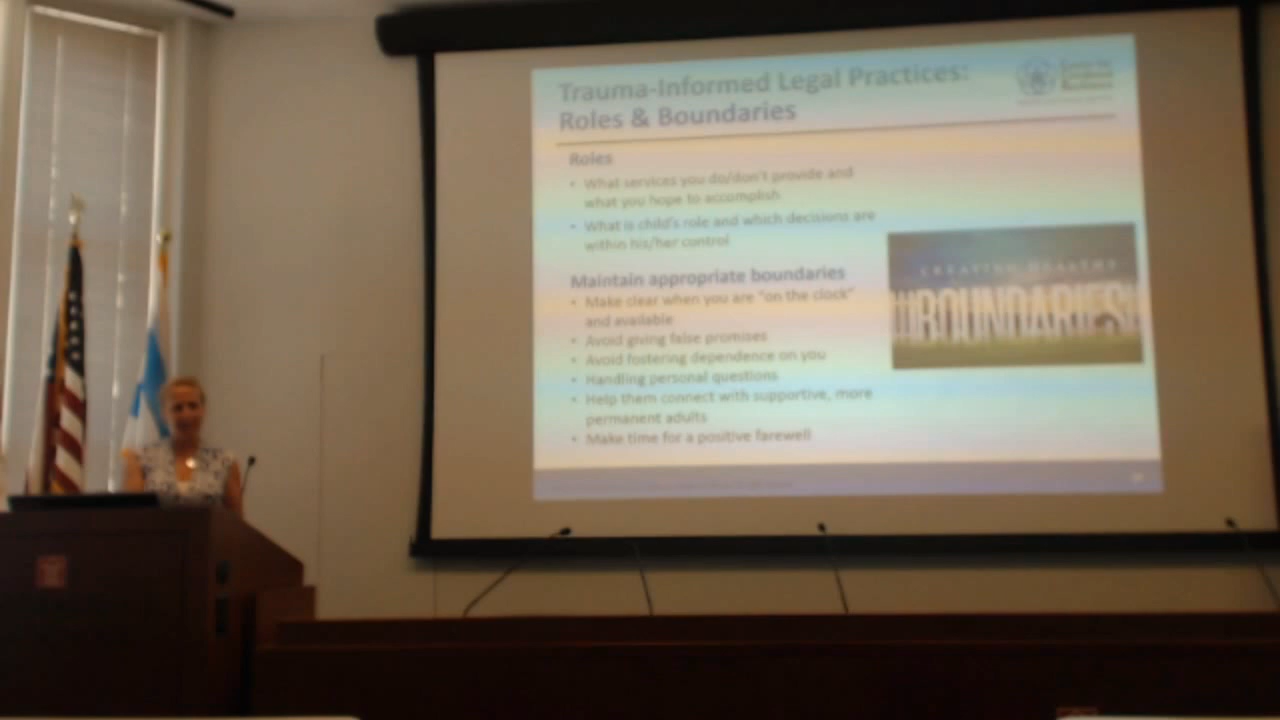 Trauma-Informed Legal Practices:
Roles & Boundaries
Roles
• What services you do/don't provide and
what you hope to accomplish
• What is child's role and which decisions are
within his/her control
Maintain appropriate boundaries
• Make clear when you are "on the clock"
and available
• Avoid giving false promises
• Avoid fostering dependence on you
• Handling personal questions
• Help them connect with supportive, more
permanent adults
• Make time for a positive farewell
CREATING HEALTHY
BOUNDARIES